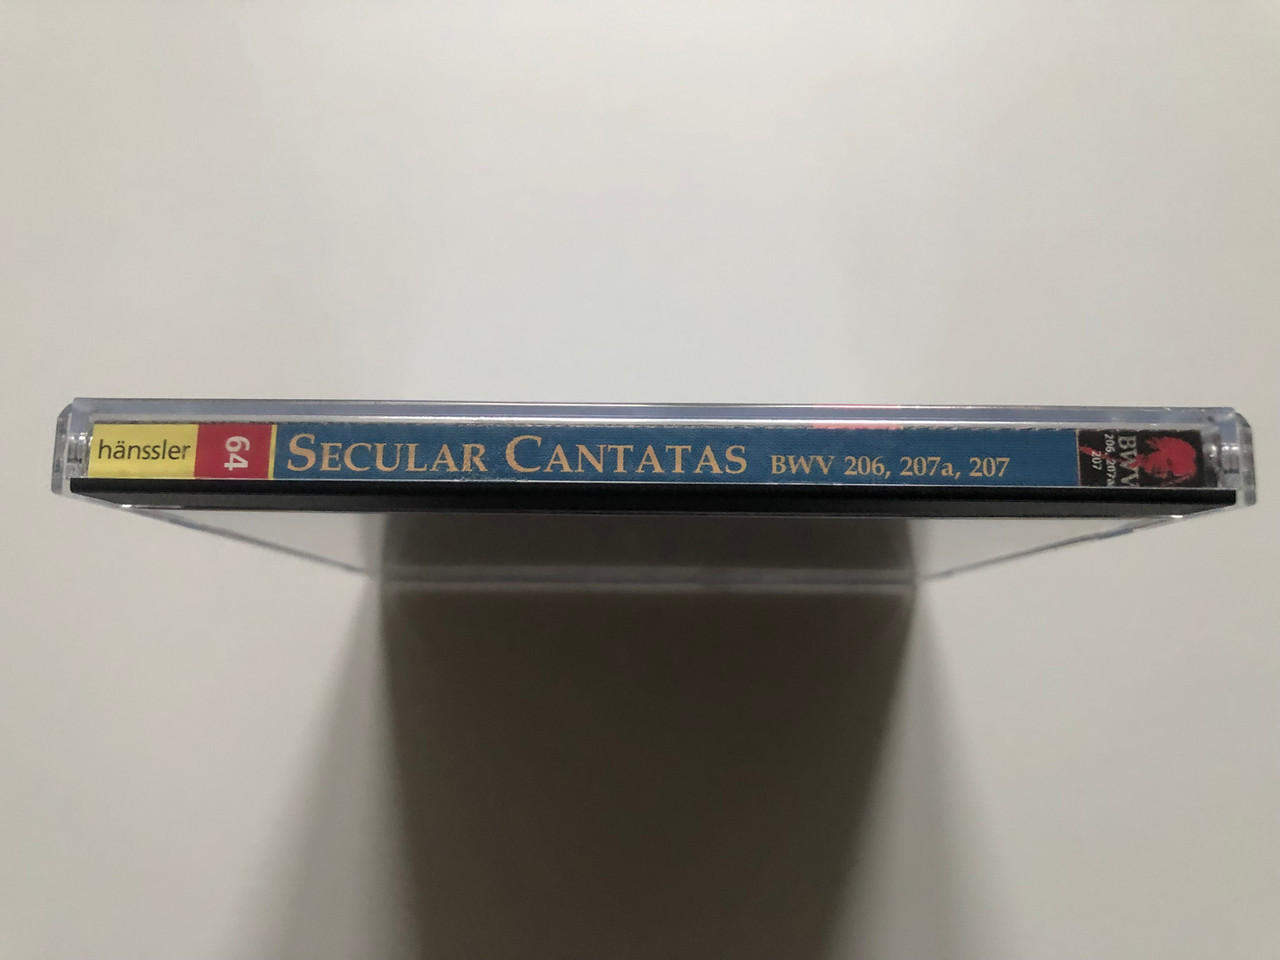 hänssler
64
SECULAR CANTATAS BWV 206, 207a, 207
BWV
206, 207a,
207